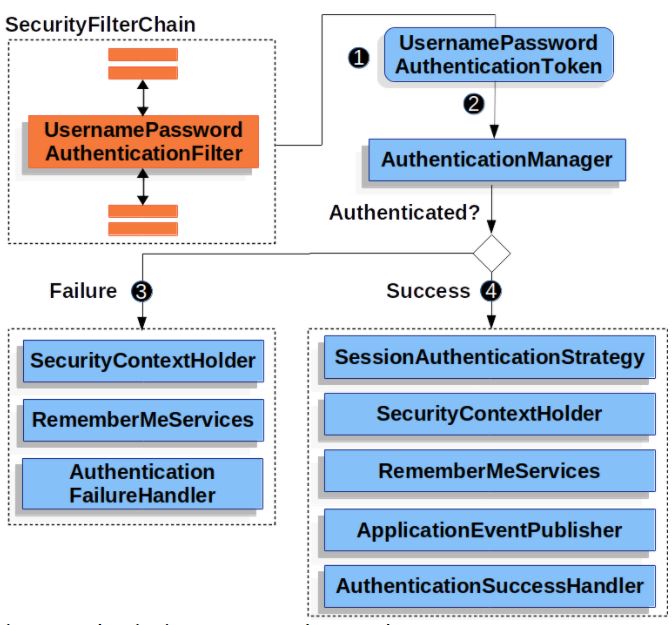 SecurityFilterChain
UsernamePassword
AuthenticationFilter
1
UsernamePassword
AuthenticationToken
2
AuthenticationManager
Authenticated?
Failure 3
SecurityContextHolder
RememberMeServices
Authentication
FailureHandler
Success 4
SessionAuthenticationStrategy
SecurityContextHolder
RememberMeServices
ApplicationEventPublisher
AuthenticationSuccessHandler